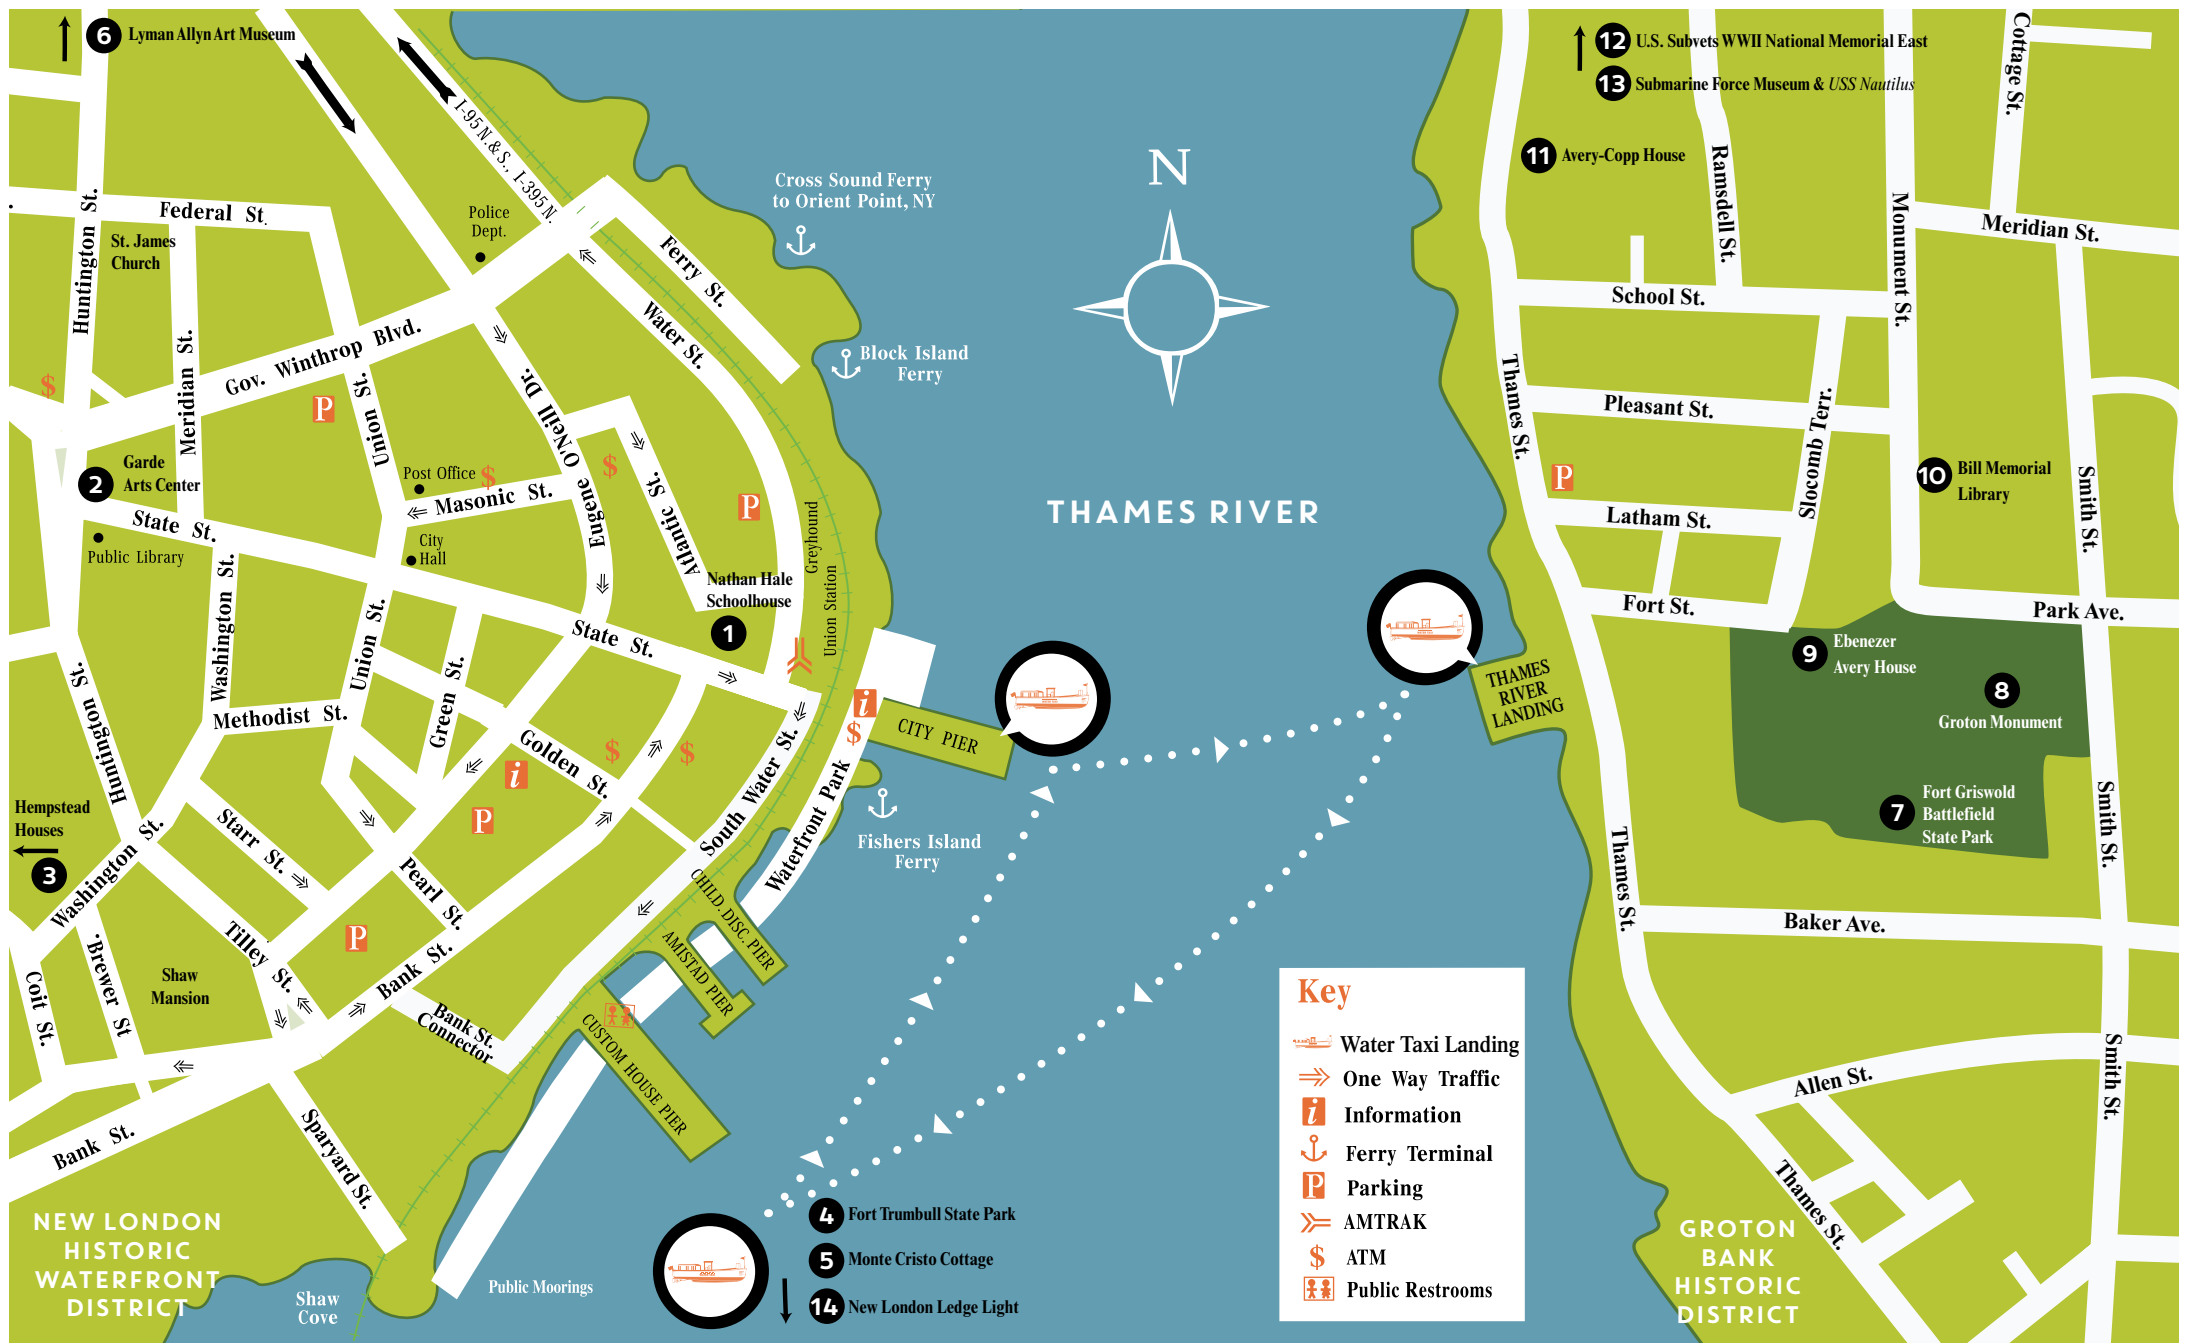 6 Lyman Allyn Art Museum
I-95 N.&S., I-395 N.
Huntington St.
Federal St.
St. James
Church
Police
Dept.
Meridian St.
Gov. Winthrop Blvd.
Union St.
Ferry St.
Water St.
Eugene O'Neill Dr.
Cross Sound Ferry
to Orient Point, NY
Block Island
Ferry
$
P
2 Garde
Arts Center
Post Office
$
Masonic St.
$
Atlantic St.
P
State St.
Public Library
City
Hall
Greyhound
Union Station
Nathan Hale
Schoolhouse
1
Washington St.
Union St.
State St.
Green St.
Methodist St.
Huntington St.
Golden St.
$
$
i
P
i
$
CITY PIER
South Water St.
Waterfront Park
Fishers Island
Ferry
Hempstead
Houses
3
Washington St.
Starr St.
Pearl St.
Tilley St.
P
Bank St.
Brewer St.
Coit St.
Shaw
Mansion
Bank St.
Connector
CHILD. DISC. PIER
AMISTAD PIER
CUSTOM HOUSE PIER
Bank St.
Sparyard St.
NEW LONDON
HISTORIC
WATERFRONT
DISTRICT
Shaw
Cove
Public Moorings
4 Fort Trumbull State Park
5 Monte Cristo Cottage
14 New London Ledge Light
N
THAMES RIVER
12 U.S. Subvets WWII National Memorial East
13 Submarine Force Museum & USS Nautilus
11 Avery-Copp House
Cottage St.
Ramsdell St.
Monument St.
Meridian St.
School St.
Thames St.
Pleasant St.
Slocomb Terr.
P
10 Bill Memorial
Library
Smith St.
Latham St.
Fort St.
Park Ave.
THAMES
RIVER
LANDING
9 Ebenezer
Avery House
8
Groton Monument
7 Fort Griswold
Battlefield
State Park
Smith St.
Thames St.
Baker Ave.
Allen St.
Smith St.
Thames St.
GROTON
BANK
HISTORIC
DISTRICT
Key
Water Taxi Landing
One Way Traffic
i Information
Ferry Terminal
P Parking
AMTRAK
$ ATM
Public Restrooms